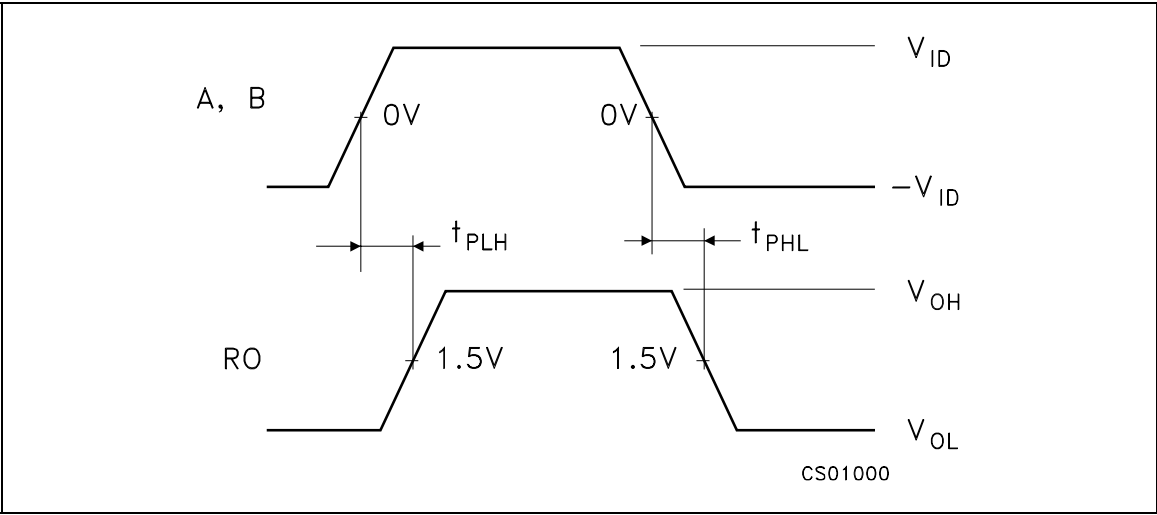 V_ID
A, B
0V
0V
-V_ID
t_PLH
t_PHL
V_OH
RO
1.5V
1.5V
V_OL
CS01000